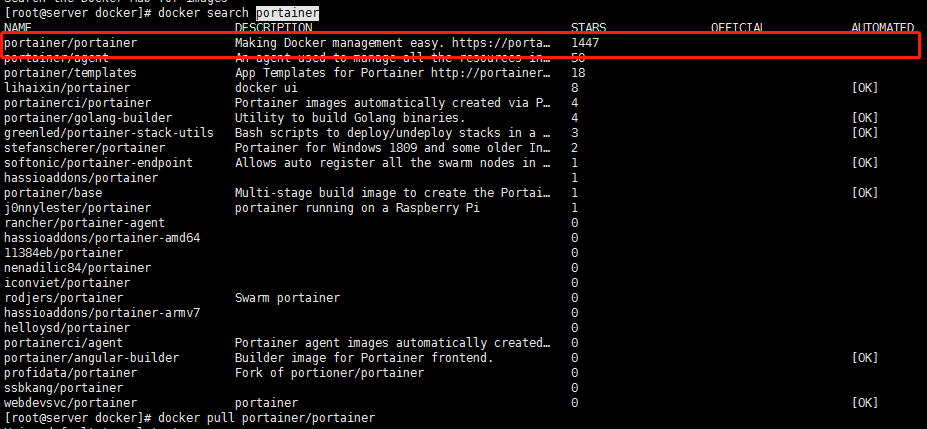 [root@server docker]# docker search portainer
NAME DESCRIPTION STARS OFFICIAL AUTOMATED
portainer/portainer Making Docker management easy. https://porta… 1447
portainer/agent An agent used to manage all the resources in… 50
portainer/templates App Templates for Portainer http://portainer… 18
lihaixin/portainer docker ui 8 [OK]
portainerci/portainer Portainer images automatically created via P… 4
portainer/golang-builder Utility to build Golang binaries. 4 [OK]
greenled/portainer-stack-utils Bash scripts to deploy/undeploy stacks in a … 3 [OK]
stefanscherer/portainer Portainer for Windows 1809 and some older In… 2
softonic/portainer-endpoint Allows auto register all the swarm nodes in … 1 [OK]
hassioaddons/portainer 1
portainer/base Multi-stage build image to create the Portai… 1 [OK]
j0nnylester/portainer portainer running on a Raspberry Pi 1
rancher/portainer-agent 0
hassioaddons/portainer-amd64 0
11384eb/portainer 0
nenadilic84/portainer 0
iconviet/portainer 0
rodjers/portainer Swarm portainer 0
hassioaddons/portainer-armv7 0
helloysd/portainer 0
portainerci/agent Portainer agent images automatically created… 0
portainer/angular-builder Builder image for Portainer frontend. 0 [OK]
profidata/portainer Fork of portioner/portainer 0
ssbkang/portainer 0
webdevsvc/portainer portainer 0 [OK]
[root@server docker]# docker pull portainer/portainer